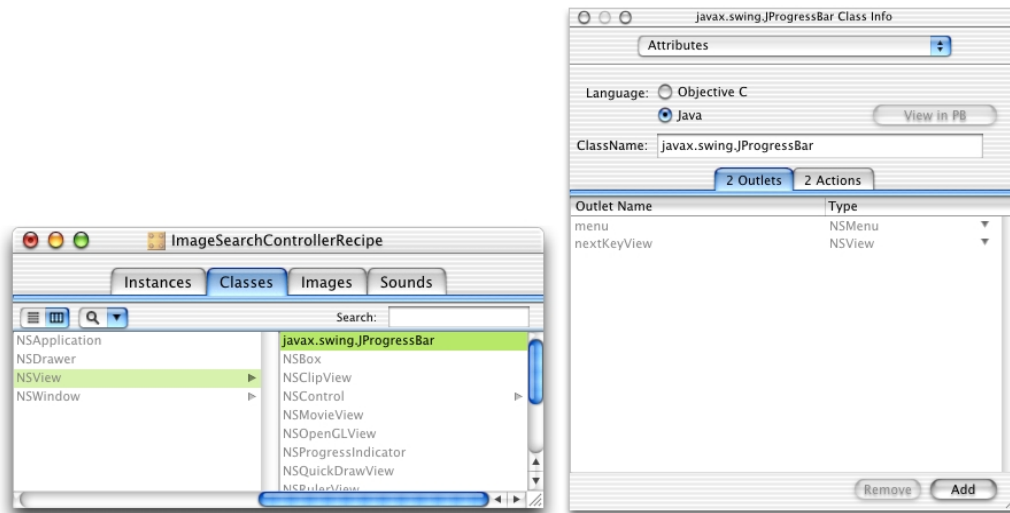 ImageSearchControllerRecipe
Instances Classes Images Sounds
Search:
NSApplication
NSDrawer
NSView
NSWindow
javax.swing.JProgressBar
NSBox
NSClipView
NSControl
NSMovieView
NSOpenGLView
NSProgressIndicator
NSQuickDrawView
NSRulerView
javax.swing.JProgressBar Class Info
Attributes
Language: Objective C
Java View in PB
ClassName: javax.swing.JProgressBar
2 Outlets 2 Actions
Outlet Name Type
menu NSMenu
nextKeyView NSView
Remove Add